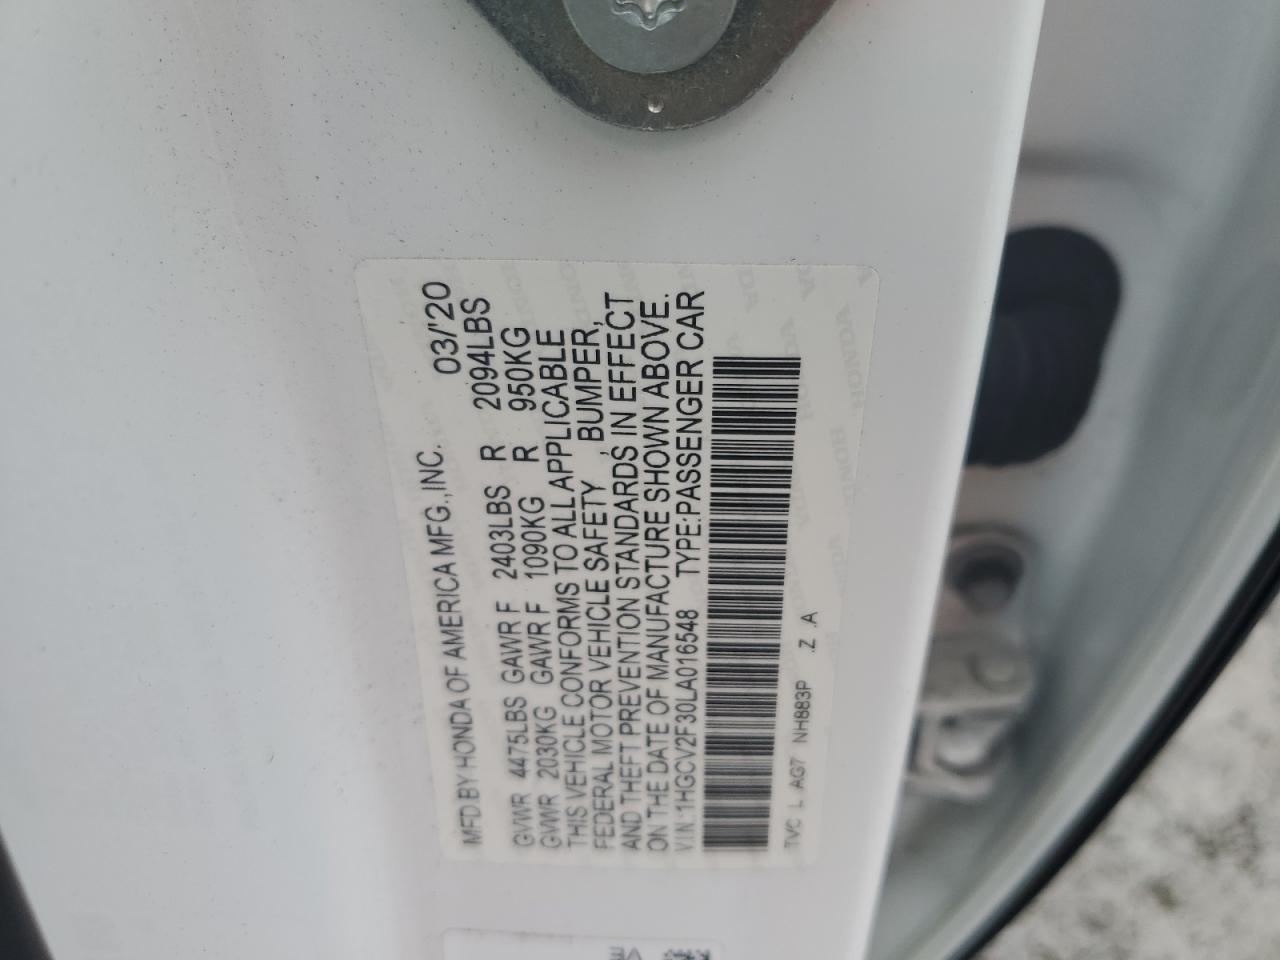 MFD.BY HONDA OF AMERICA MFG.,INC. 03/'20
GVWR 4475LBS GAWR F 2403LBS R 2094LBS
GVWR 2030KG GAWR F 1090KG R 950KG
THIS VEHICLE CONFORMS TO ALL APPLICABLE
FEDERAL MOTOR VEHICLE SAFETY , BUMPER,
AND THEFT PREVENTION STANDARDS IN EFFECT
ON THE DATE OF MANUFACTURE SHOWN ABOVE.
VIN:1HGCV2F30LA016548 TYPE:PASSENGER CAR
TVC L AG7 NH883P .Z .A
HONDA